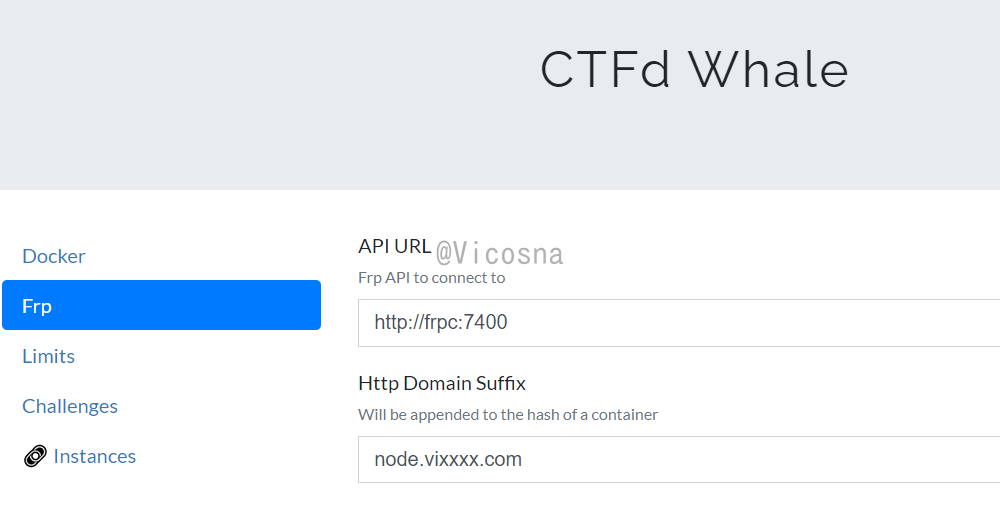 CTFd Whale
Docker
Frp
Limits
Challenges
Instances
API URL
@Vicosna
Frp API to connect to
http://frpc:7400
Http Domain Suffix
Will be appended to the hash of a container
node.vixxxx.com